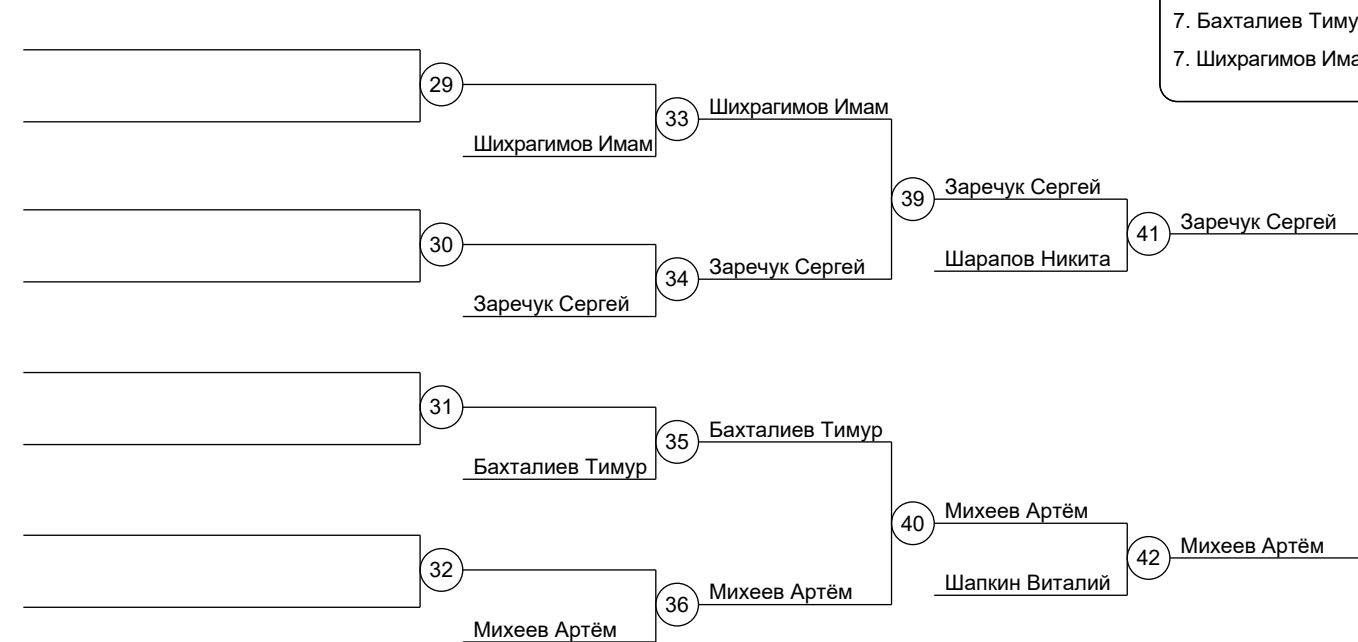 7. Бахталиев Тиму
7. Шихрагимов Има
29
Шихрагимов Имам
33
Шихрагимов Имам
39
Заречук Сергей
41
Заречук Сергей
30
Шарапов Никита
34
Заречук Сергей
Заречук Сергей
31
Бахталиев Тимур
35
Бахталиев Тимур
40
Михеев Артём
42
Михеев Артём
32
Шапкин Виталий
36
Михеев Артём
Михеев Артём